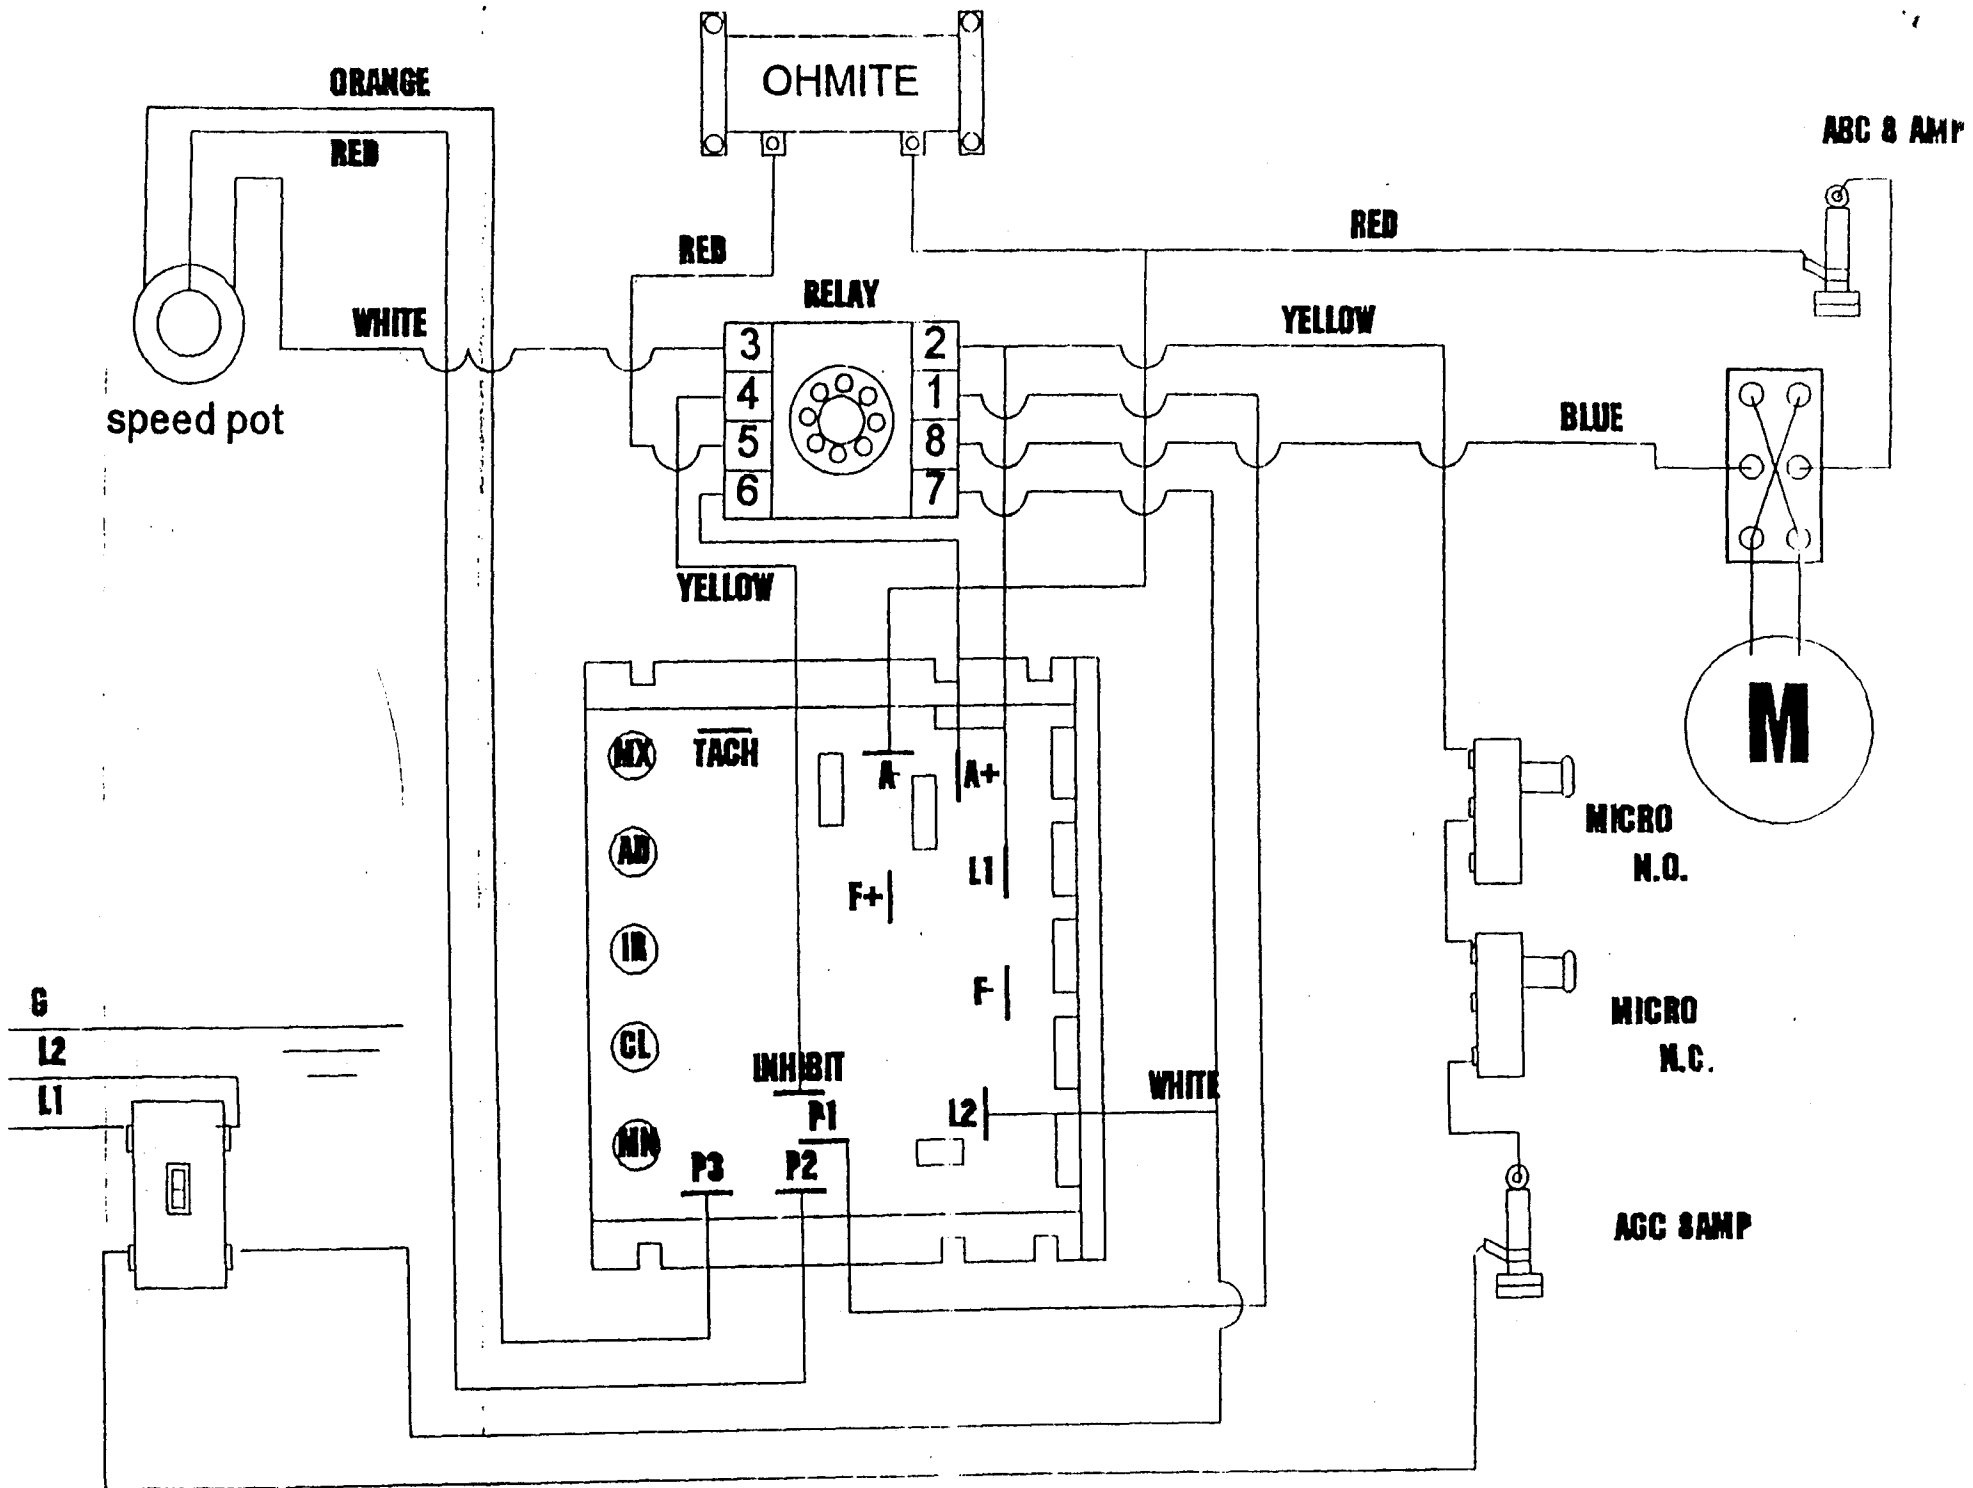 OHMITE
ORANGE
RED
ABC 8 AMP
RED
RED
RELAY
WHITE
YELLOW
3
2
4
1
5
8
6
7
speed pot
BLUE
YELLOW
MX
TACH
A-
A+
M
AD
MICRO
N.O.
L1
F+
IR
F-
G
L2
L1
CL
INHIBIT
MICRO
N.C.
P1
L2
WHITE
MN
P3
P2
AGC 8AMP